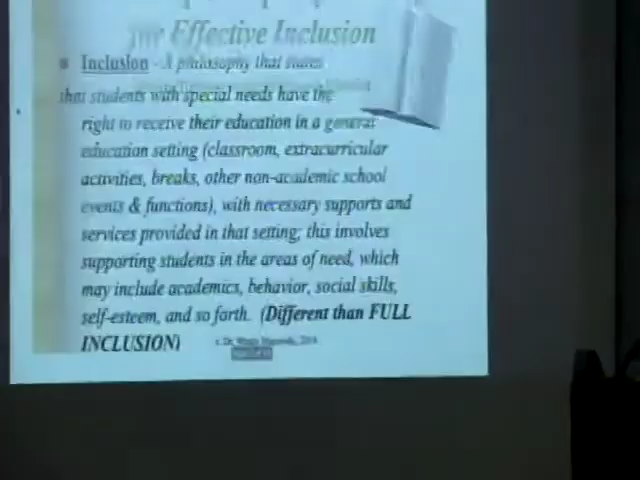 for Effective Inclusion
Inclusion - A philosophy that states
that students with special needs have the
right to receive their education in a general
education setting (classroom, extracurricular
activities, breaks, other non-academic school
events & functions), with necessary supports and
services provided in that setting; this involves
supporting students in the areas of need, which
may include academics, behavior, social skills,
self-esteem, and so forth. (Different than FULL
INCLUSION)